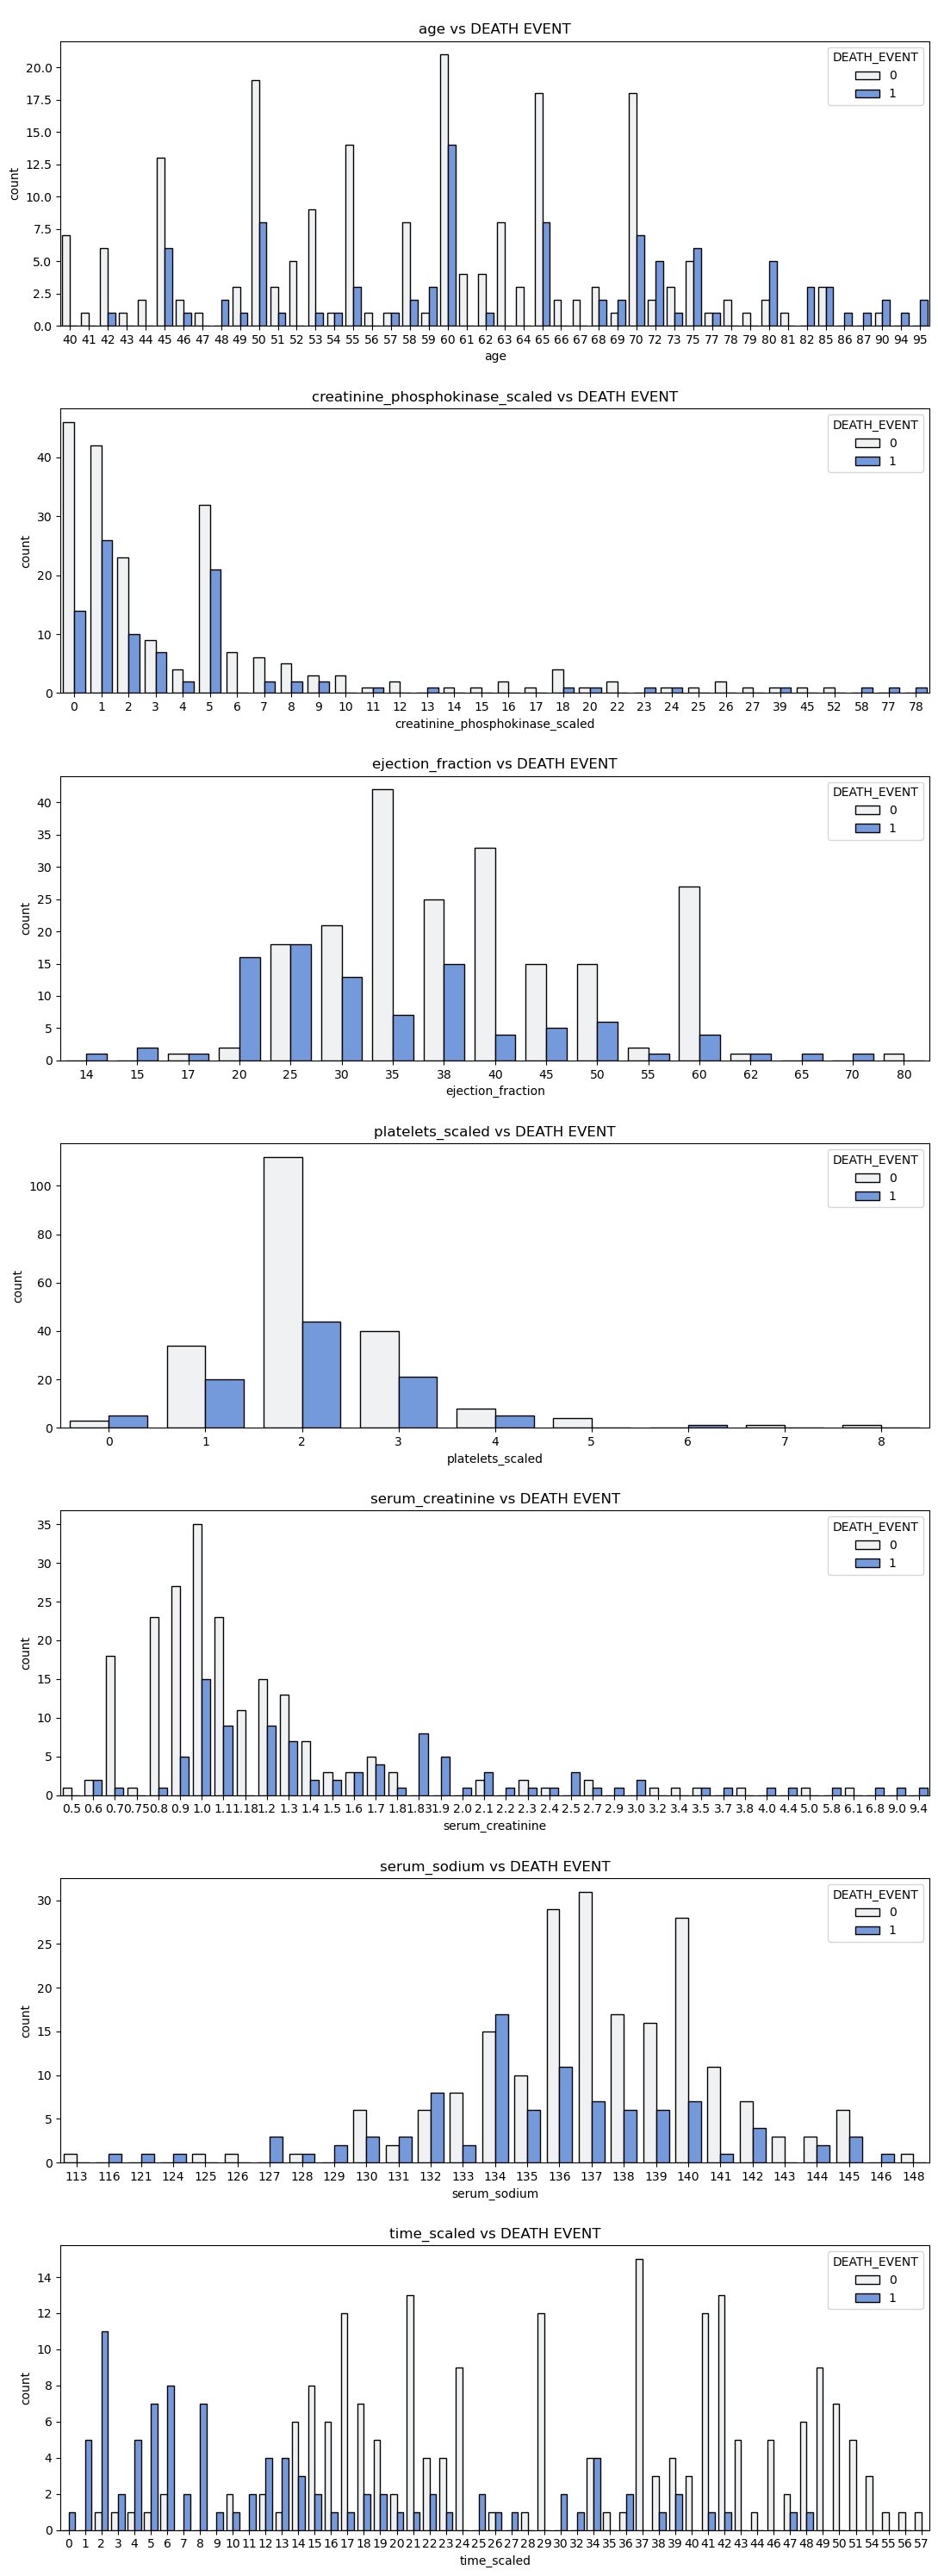 age vs DEATH EVENT
DEATH_EVENT
0
1
20.0
17.5
15.0
12.5
10.0
7.5
5.0
2.5
0.0
count
40 41 42 43 44 45 46 47 48 49 50 51 52 53 54 55 56 57 58 59 60 61 62 63 64 65 66 67 68 69 70 72 73 75 77 78 79 80 81 82 85 86 87 90 94 95
age
creatinine_phosphokinase_scaled vs DEATH EVENT
DEATH_EVENT
0
1
40
30
20
10
0
count
0 1 2 3 4 5 6 7 8 9 10 11 12 13 14 15 16 17 18 20 22 23 24 25 26 27 39 45 52 58 77 78
creatinine_phosphokinase_scaled
ejection_fraction vs DEATH EVENT
DEATH_EVENT
0
1
40
35
30
25
20
15
10
5
0
count
14 15 17 20 25 30 35 38 40 45 50 55 60 62 65 70 80
ejection_fraction
platelets_scaled vs DEATH EVENT
DEATH_EVENT
0
1
100
80
60
40
20
0
count
0 1 2 3 4 5 6 7 8
platelets_scaled
serum_creatinine vs DEATH EVENT
DEATH_EVENT
0
1
35
30
25
20
15
10
5
0
count
0.5 0.6 0.7 0.75 0.8 0.9 1.0 1.1 1.18 1.2 1.3 1.4 1.5 1.6 1.7 1.8 1.83 1.9 2.0 2.1 2.2 2.3 2.4 2.5 2.7 2.9 3.0 3.2 3.4 3.5 3.7 3.8 4.0 4.4 5.0 5.8 6.1 6.8 9.0 9.4
serum_creatinine
serum_sodium vs DEATH EVENT
DEATH_EVENT
0
1
30
25
20
15
10
5
0
count
113 116 121 124 125 126 127 128 129 130 131 132 133 134 135 136 137 138 139 140 141 142 143 144 145 146 148
serum_sodium
time_scaled vs DEATH EVENT
DEATH_EVENT
0
1
14
12
10
8
6
4
2
0
count
0 1 2 3 4 5 6 7 8 9 10 11 12 13 14 15 16 17 18 19 20 21 22 23 24 25 26 27 28 29 30 32 34 35 36 37 38 39 40 41 42 43 44 46 47 48 49 50 51 54 55 56 57
time_scaled